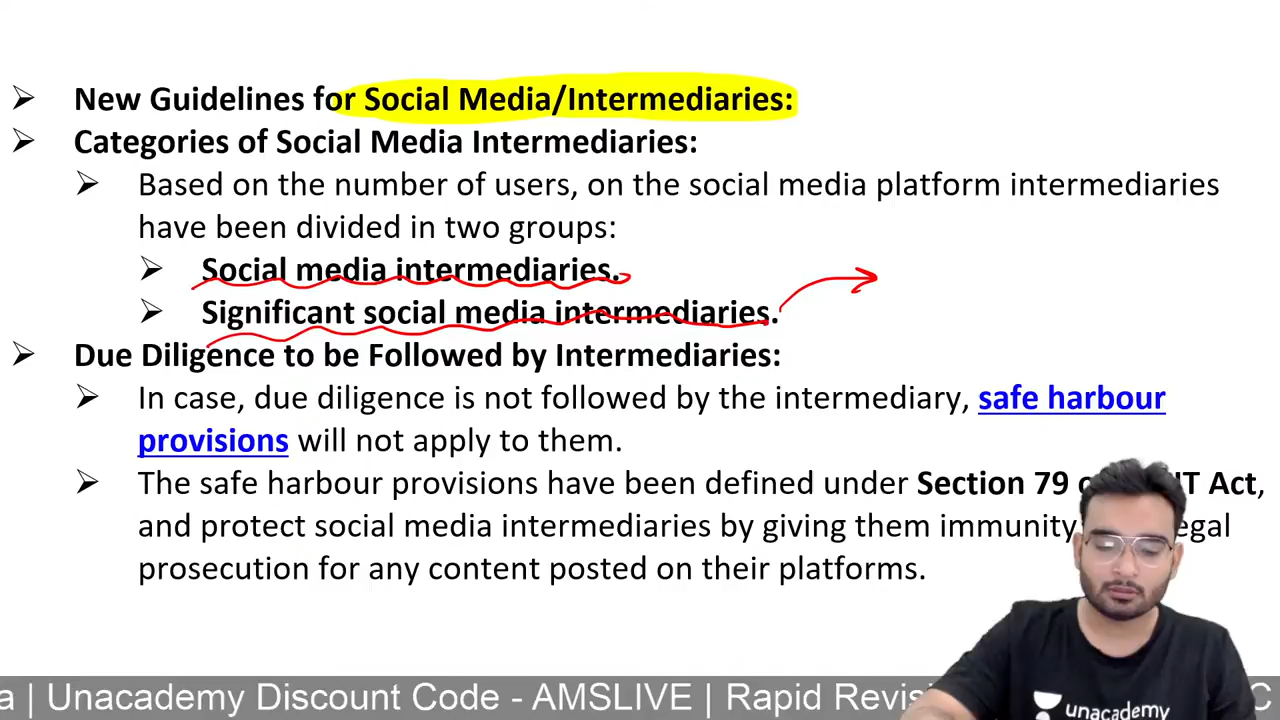 ➢ New Guidelines for Social Media/Intermediaries:
➢ Categories of Social Media Intermediaries:
➢ Based on the number of users, on the social media platform intermediaries
have been divided in two groups:
➢ Social media intermediaries.
➢ Significant social media intermediaries.
➢ Due Diligence to be Followed by Intermediaries:
➢ In case, due diligence is not followed by the intermediary, safe harbour
provisions will not apply to them.
➢ The safe harbour provisions have been defined under Section 79 IT Act,
and protect social media intermediaries by giving them immunity
prosecution for any content posted on their platforms.
a | Unacademy Discount Code - AMSLIVE | Rapid C
unacademy